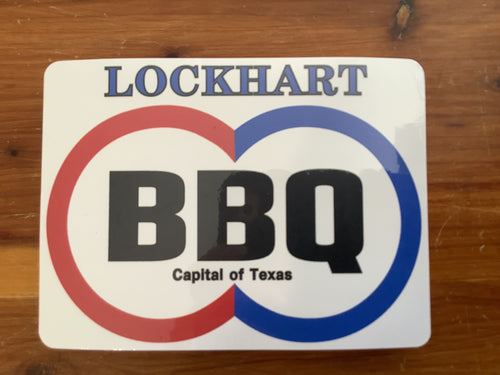 LOCKHART
BBQ
Capital of Texas